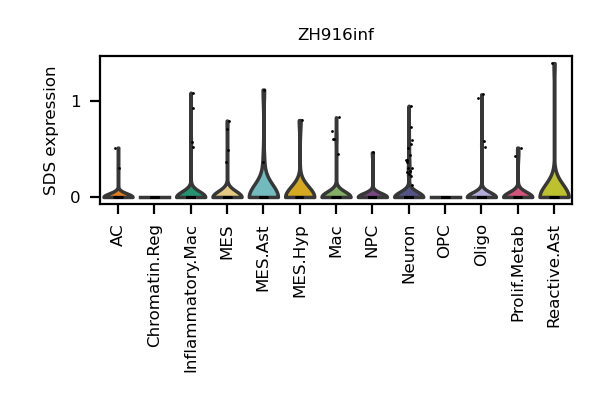 ZH916inf
SDS expression
1
0
AC
Chromatin.Reg
Inflammatory.Mac
MES
MES.Ast
MES.Hyp
Mac
NPC
Neuron
OPC
Oligo
Prolif.Metab
Reactive.Ast